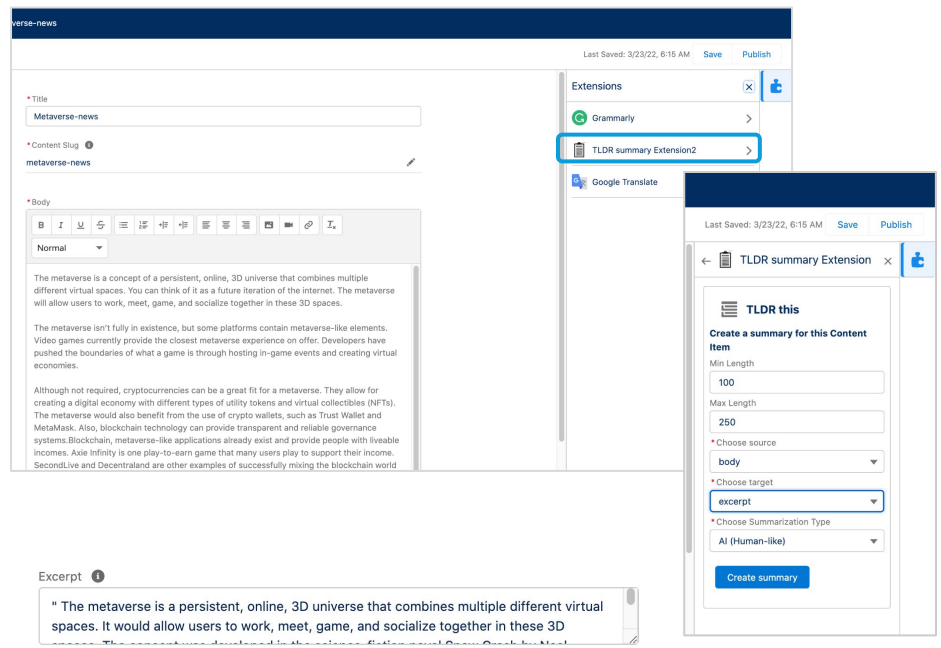 verse-news
Last Saved: 3/23/22, 6:15 AM Save Publish
* Title
Metaverse-news
* Content Slug
metaverse-news
* Body
B I U S
Normal
The metaverse is a concept of a persistent, online, 3D universe that combines multiple
different virtual spaces. You can think of it as a future iteration of the internet. The metaverse
will allow users to work, meet, game, and socialize together in these 3D spaces.
The metaverse isn't fully in existence, but some platforms contain metaverse-like elements.
Video games currently provide the closest metaverse experience on offer. Developers have
pushed the boundaries of what a game is through hosting in-game events and creating virtual
economies.
Although not required, cryptocurrencies can be a great fit for a metaverse. They allow for
creating a digital economy with different types of utility tokens and virtual collectibles (NFTs).
The metaverse would also benefit from the use of crypto wallets, such as Trust Wallet and
MetaMask. Also, blockchain technology can provide transparent and reliable governance
systems.Blockchain, metaverse-like applications already exist and provide people with liveable
incomes. Axie Infinity is one play-to-earn game that many users play to support their income.
SecondLive and Decentraland are other examples of successfully mixing the blockchain world
Extensions
Grammarly
TLDR summary Extension2
Google Translate
Last Saved: 3/23/22, 6:15 AM Save Publish
TLDR summary Extension
TLDR this
Create a summary for this Content
Item
Min Length
100
Max Length
250
* Choose source
body
* Choose target
excerpt
* Choose Summarization Type
AI (Human-like)
Create summary
Excerpt
" The metaverse is a persistent, online, 3D universe that combines multiple different virtual
spaces. It would allow users to work, meet, game, and socialize together in these 3D
spaces. The concept was developed in the science-fiction novel Snow Crash by Neal